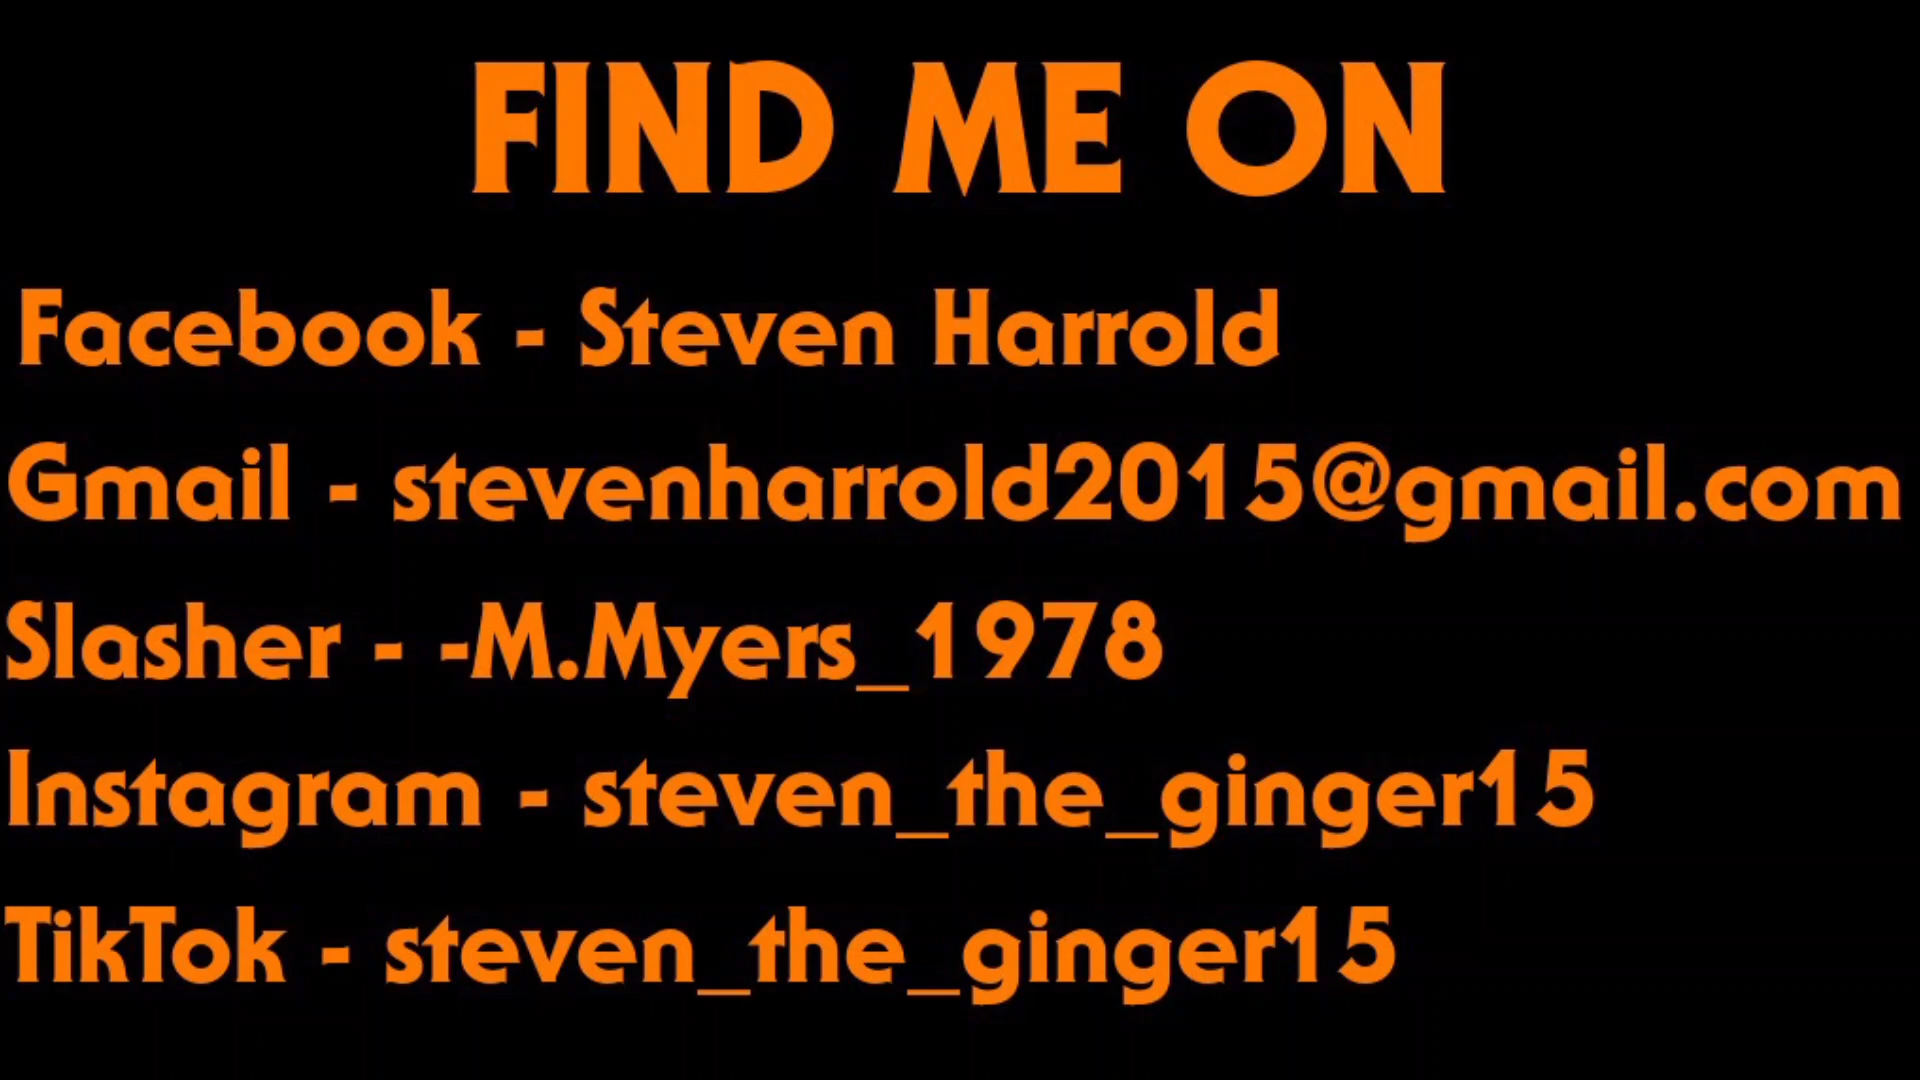 FIND ME ON
Facebook - Steven Harrold
Gmail - stevenharrold2015@gmail.com
Slasher - -M.Myers_1978
Instagram - steven_the_ginger15
TikTok - steven_the_ginger15